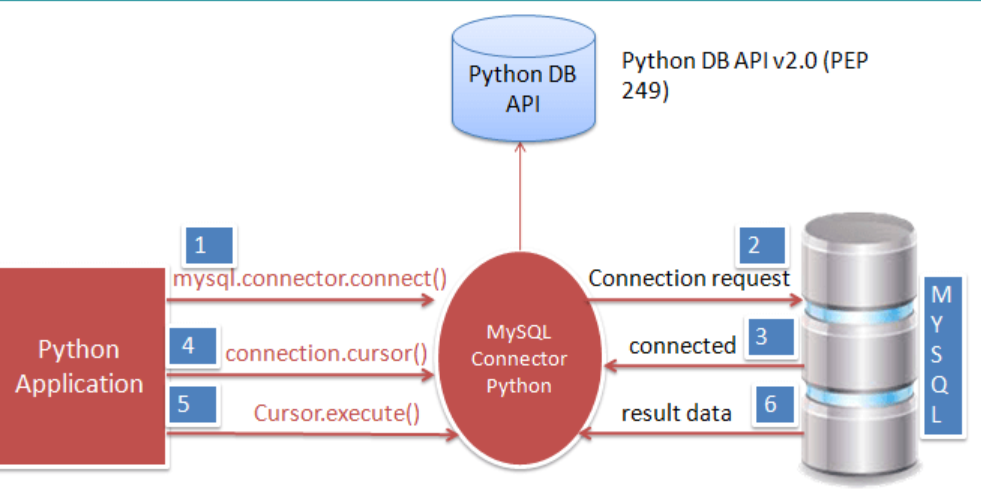 Python DB
API
Python DB API v2.0 (PEP
249)
1
mysql.connector.connect()
2
Connection request
Python
Application
4
connection.cursor()
5
Cursor.execute()
MySQL
Connector
Python
connected
3
result data
6
M
Y
S
Q
L